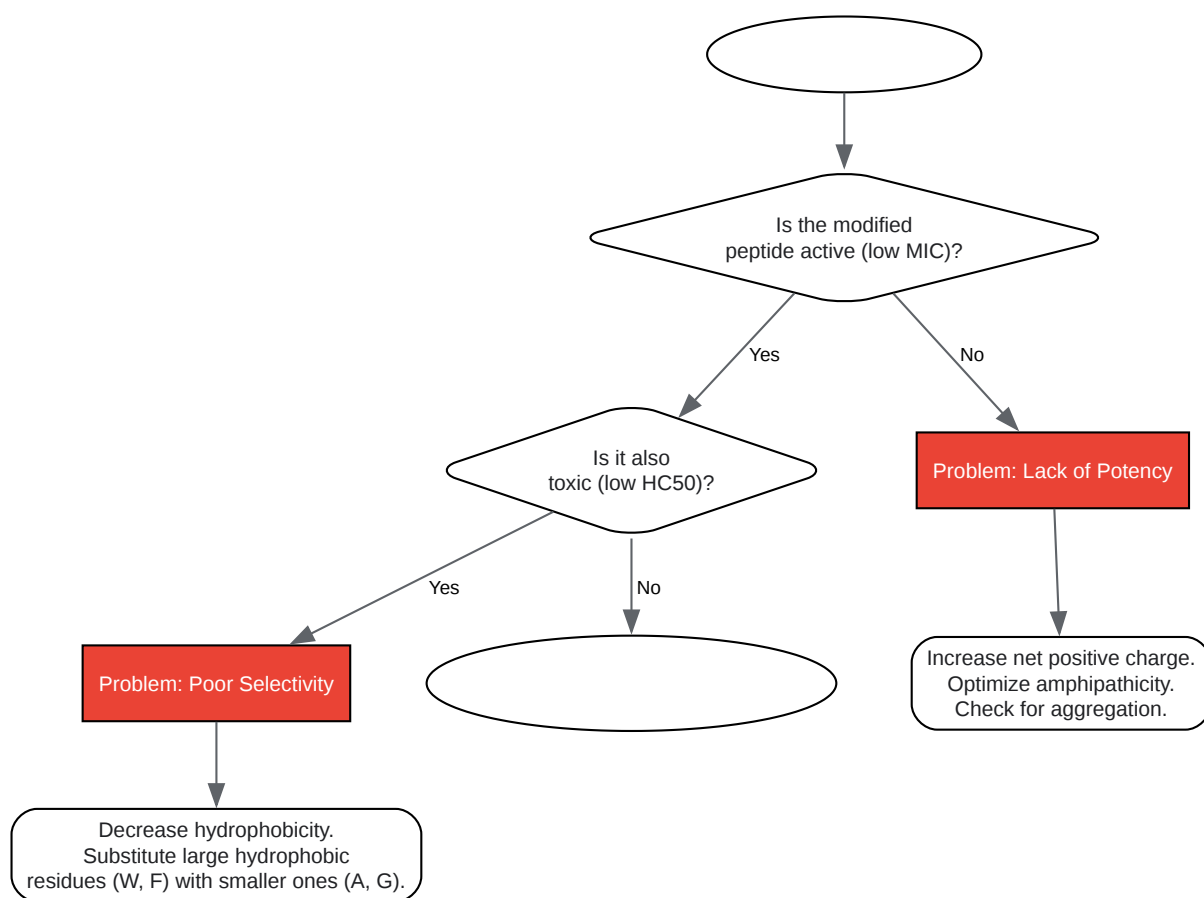 Is the modified
peptide active (low MIC)?
Yes
No
Is it also
toxic (low HC50)?
Problem: Lack of Potency
Yes
No
Problem: Poor Selectivity
Increase net positive charge.
Optimize amphipathicity.
Check for aggregation.
Decrease hydrophobicity.
Substitute large hydrophobic
residues (W, F) with smaller ones (A, G).